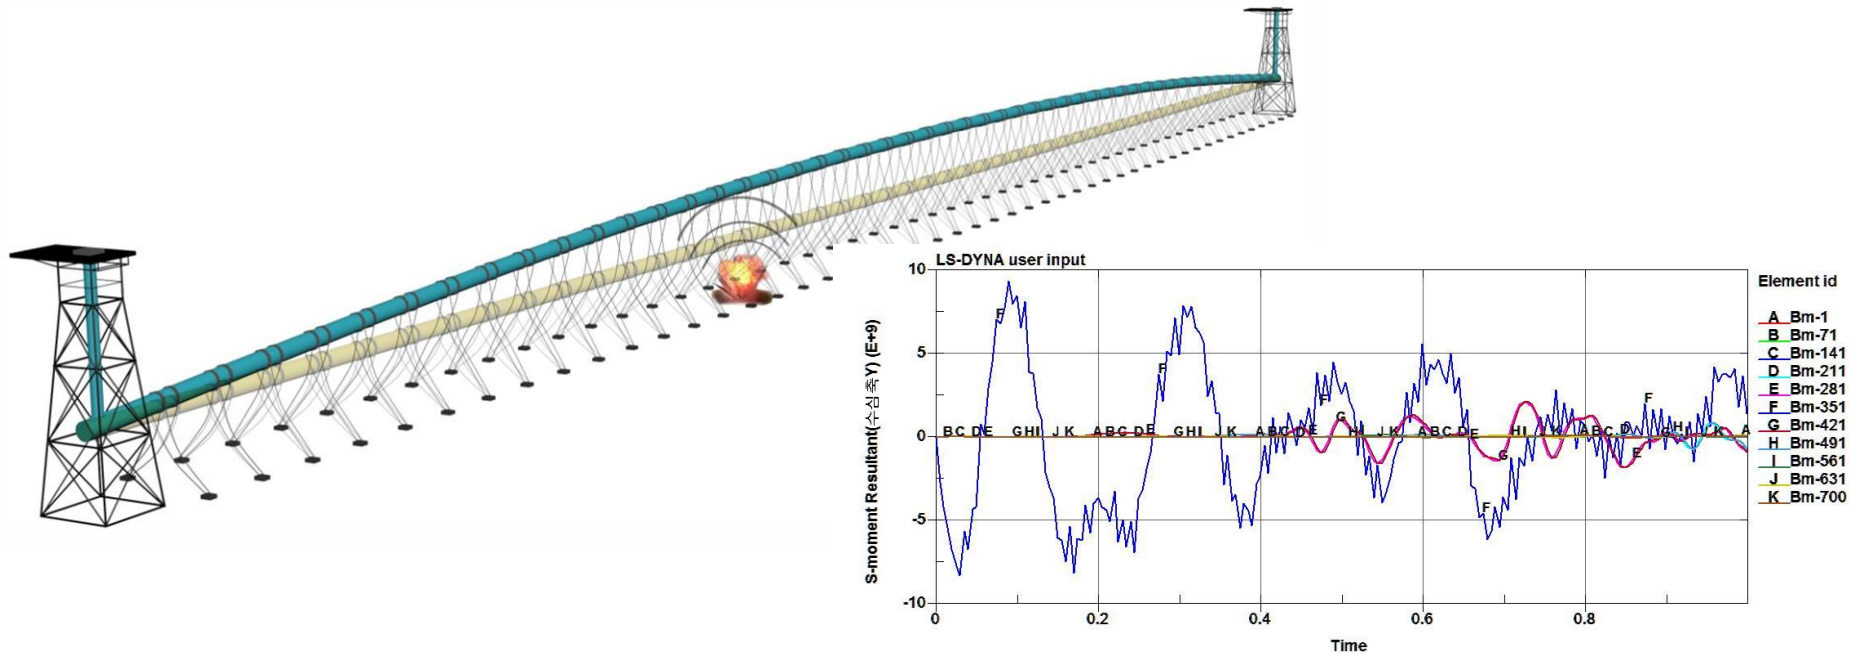 LS-DYNA user input
S-moment Resultant(수심축Y) (E+9)
10
5
0
-5
-10
0
0.2
0.4
0.6
0.8
Time
Element id
A Bm-1
B Bm-71
C Bm-141
D Bm-211
E Bm-281
F Bm-351
G Bm-421
H Bm-491
I Bm-561
J Bm-631
K Bm-700